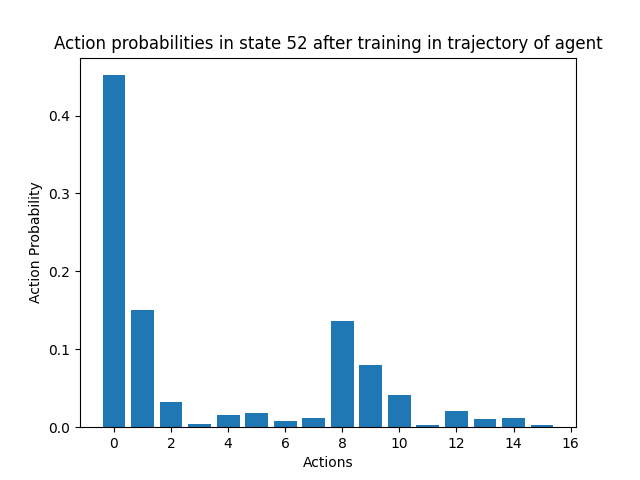 Action probabilities in state 52 after training in trajectory of agent
0.4
0.3
0.2
0.1
0.0
Action Probability
0 2 4 6 8 10 12 14 16
Actions